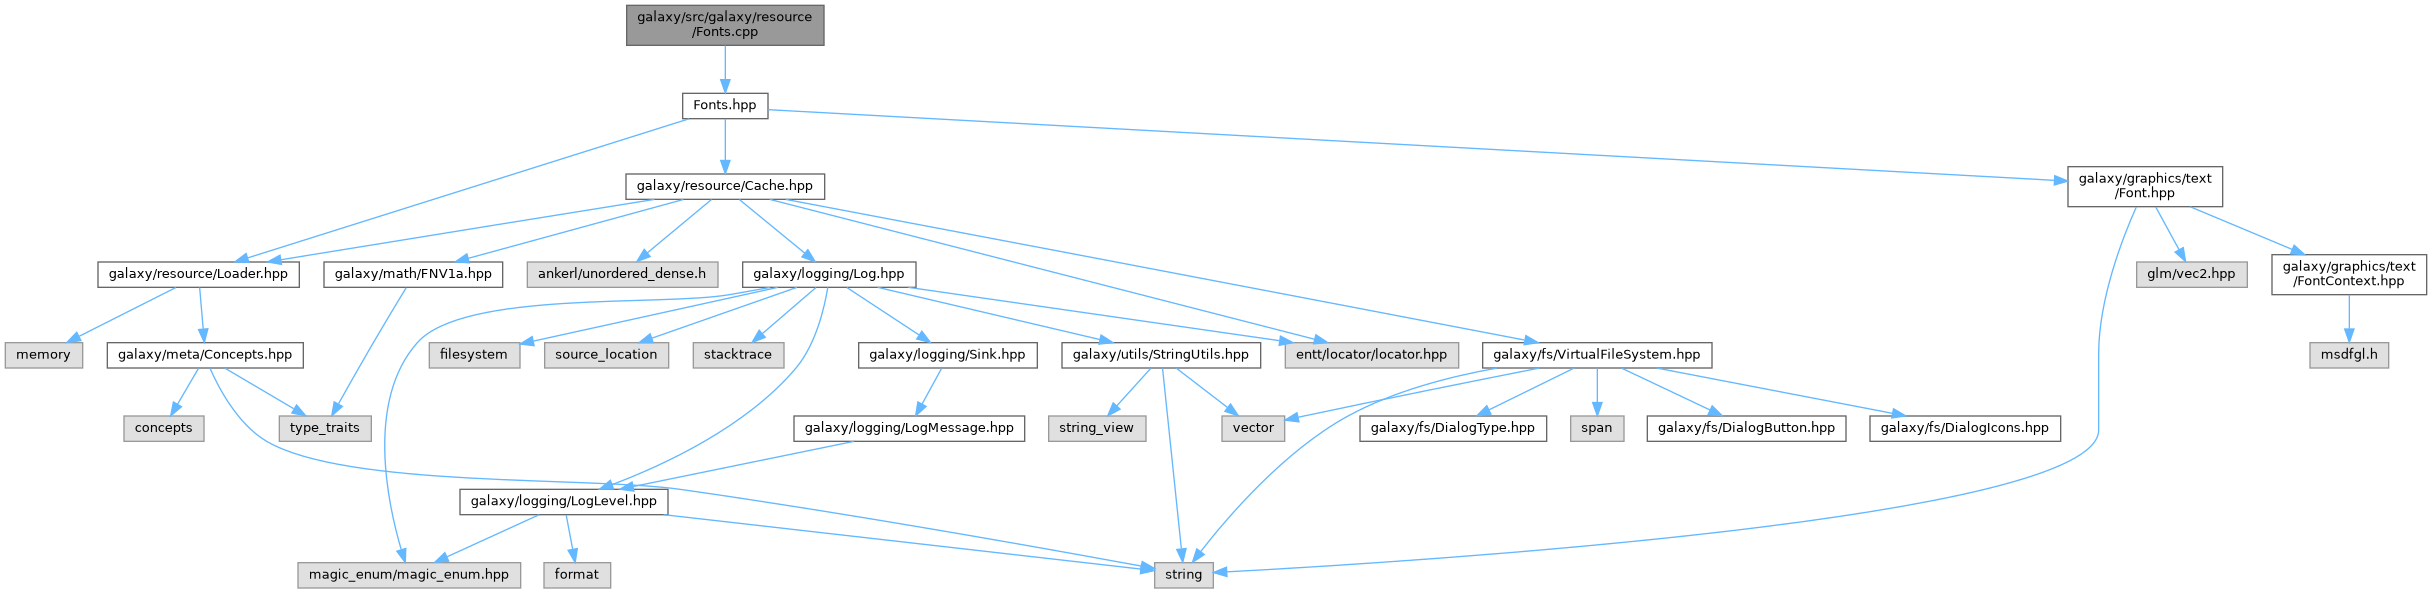 galaxy/src/galaxy/resource
/Fonts.cpp
Fonts.hpp
galaxy/resource/Cache.hpp
galaxy/graphics/text
/Font.hpp
galaxy/resource/Loader.hpp
galaxy/math/FNV1a.hpp
ankerl/unordered_dense.h
galaxy/logging/Log.hpp
glm/vec2.hpp
galaxy/graphics/text
/FontContext.hpp
memory
galaxy/meta/Concepts.hpp
filesystem
source_location
stacktrace
galaxy/logging/Sink.hpp
galaxy/utils/StringUtils.hpp
entt/locator/locator.hpp
galaxy/fs/VirtualFileSystem.hpp
msdfgl.h
concepts
type_traits
galaxy/logging/LogMessage.hpp
string_view
vector
galaxy/fs/DialogType.hpp
span
galaxy/fs/DialogButton.hpp
galaxy/fs/DialogIcons.hpp
galaxy/logging/LogLevel.hpp
magic_enum/magic_enum.hpp
format
string